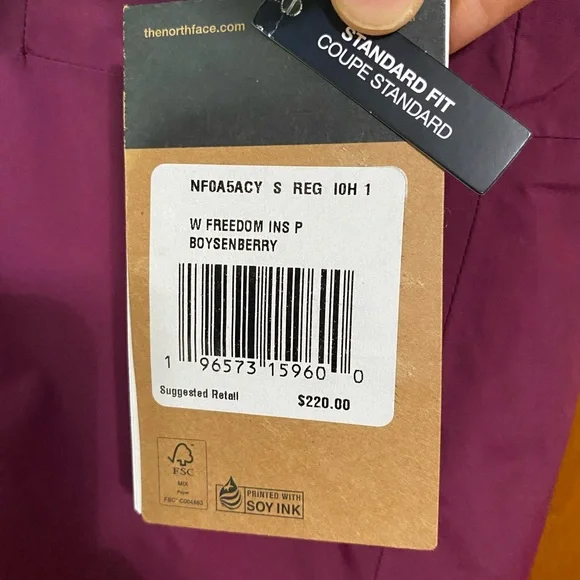 thenorthface.com
STANDARD FIT
COUPE STANDARD
NF0A5ACY S REG I0H 1
W FREEDOM INS P
BOYSENBERRY
1 96573 15960 0
Suggested Retail $220.00
FSC
MIX
Paper
PRINTED WITH
SOY INK